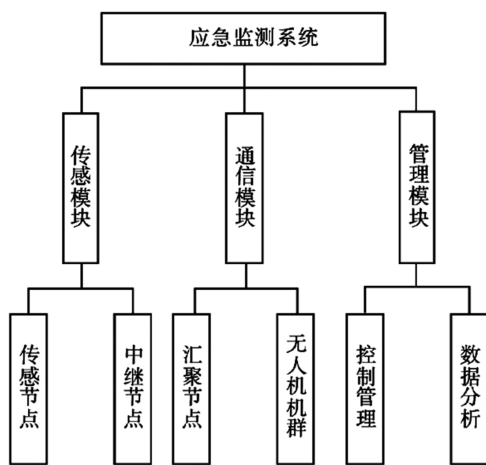 应急监测系统
传感模块
通信模块
管理模块
传感节点
中继节点
汇聚节点
无人机机群
控制管理
数据分析